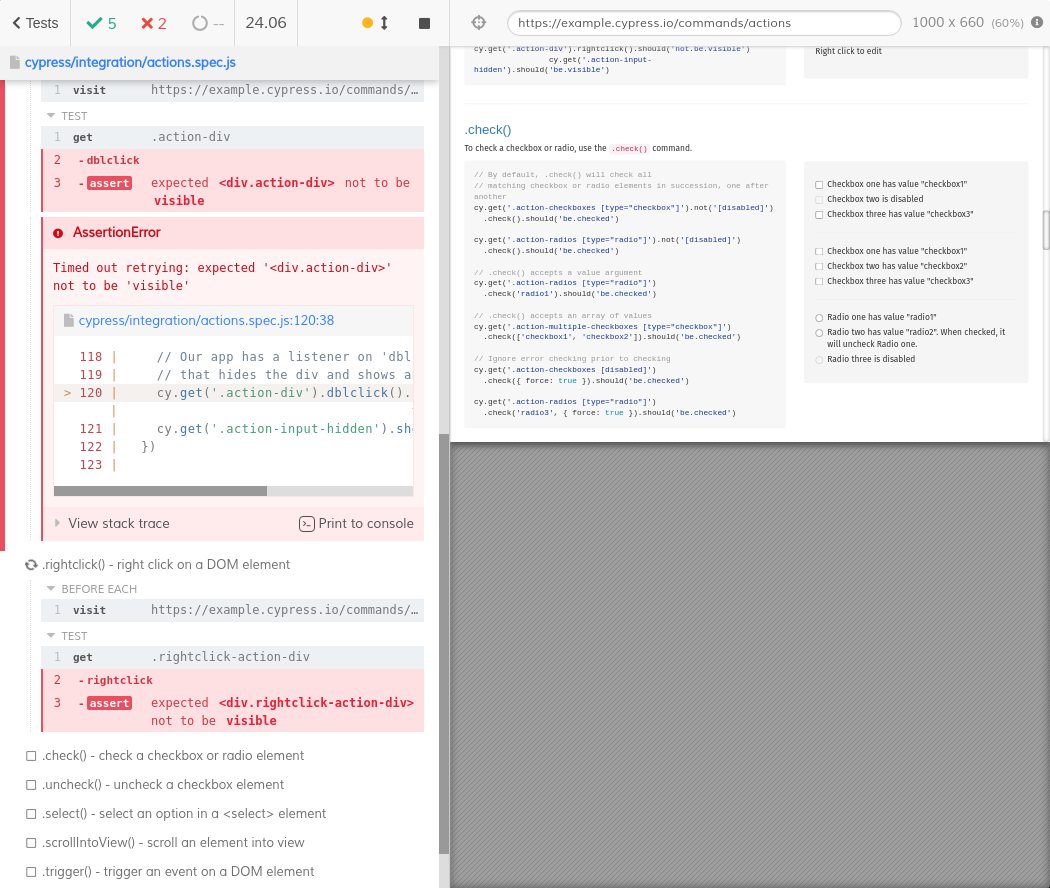 Tests
5
2
--
24.06
https://example.cypress.io/commands/actions
1000 x 660 (60%)
cypress/integration/actions.spec.js
1 visit https://example.cypress.io/commands/…
TEST
1 get .action-div
2 - dblclick
3 - assert expected <div.action-div> not to be
visible
AssertionError
Timed out retrying: expected '<div.action-div>'
not to be 'visible'
cypress/integration/actions.spec.js:120:38
118 | // Our app has a listener on 'dbl
119 | // that hides the div and shows a
> 120 | cy.get('.action-div').dblclick().
|
121 | cy.get('.action-input-hidden').sh
122 | })
123 |
View stack trace
Print to console
.rightclick() - right click on a DOM element
BEFORE EACH
1 visit https://example.cypress.io/commands/…
TEST
1 get .rightclick-action-div
2 - rightclick
3 - assert expected <div.rightclick-action-div>
not to be visible
.check() - check a checkbox or radio element
.uncheck() - uncheck a checkbox element
.select() - select an option in a <select> element
.scrollIntoView() - scroll an element into view
.trigger() - trigger an event on a DOM element
cy.get('.action-div').rightclick().should('not.be.visible')
cy.get('.action-input-
hidden').should('be.visible')
Right click to edit
.check()
To check a checkbox or radio, use the .check() command.
// By default, .check() will check all
// matching checkbox or radio elements in succession, one after
another
cy.get('.action-checkboxes [type="checkbox"]').not('[disabled]')
.check().should('be.checked')
cy.get('.action-radios [type="radio"]').not('[disabled]')
.check().should('be.checked')
// .check() accepts a value argument
cy.get('.action-radios [type="radio"]')
.check('radio1').should('be.checked')
// .check() accepts an array of values
cy.get('.action-multiple-checkboxes [type="checkbox"]')
.check(['checkbox1', 'checkbox2']).should('be.checked')
// Ignore error checking prior to checking
cy.get('.action-checkboxes [disabled]')
.check({ force: true }).should('be.checked')
cy.get('.action-radios [type="radio"]')
.check('radio3', { force: true }).should('be.checked')
Checkbox one has value "checkbox1"
Checkbox two is disabled
Checkbox three has value "checkbox3"
Checkbox one has value "checkbox1"
Checkbox two has value "checkbox2"
Checkbox three has value "checkbox3"
Radio one has value "radio1"
Radio two has value "radio2". When checked, it
will uncheck Radio one.
Radio three is disabled